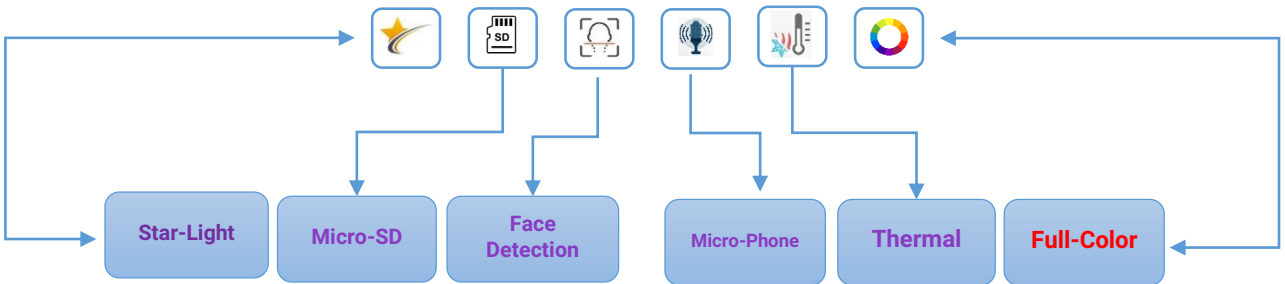 SD
Star-Light
Micro-SD
Face
Detection
Micro-Phone
Thermal
Full-Color